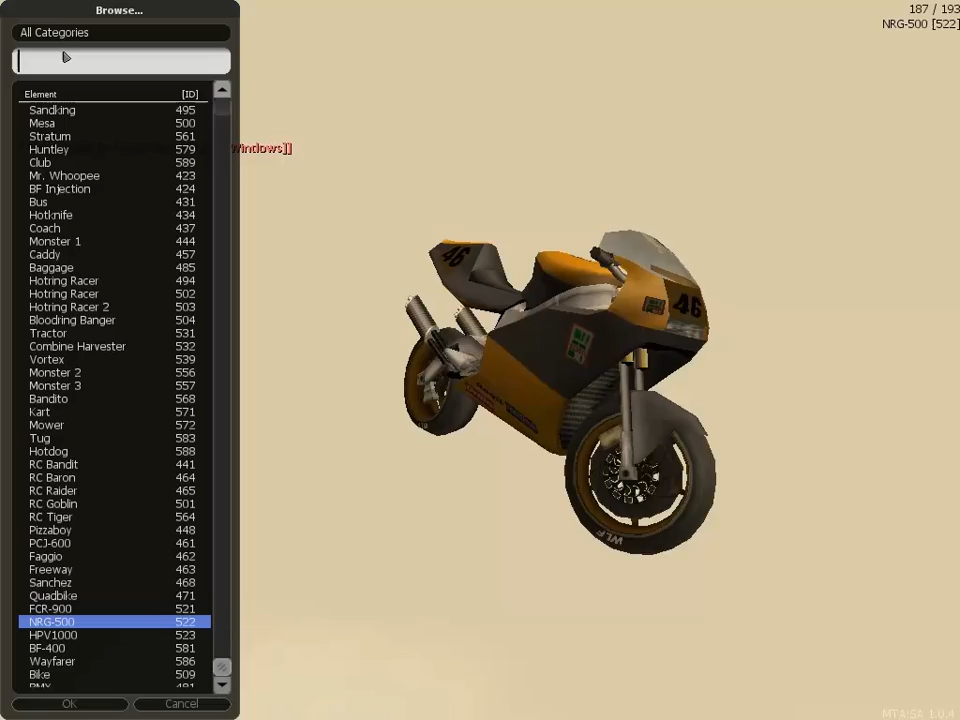 Browse...
187 / 193
NRG-500 [522]
All Categories
Element [ID]
Sandking 495
Mesa 500
Stratum 561
Huntley 579
Windows]]
Club 589
Mr. Whoopee 423
BF Injection 424
Bus 431
Hotknife 434
Coach 437
Monster 1 444
Caddy 457
Baggage 485
Hotring Racer 494
Hotring Racer 502
Hotring Racer 2 503
Bloodring Banger 504
Tractor 531
Combine Harvester 532
Vortex 539
Monster 2 556
Monster 3 557
Bandito 568
Kart 571
Mower 572
Tug 583
Hotdog 588
RC Bandit 441
RC Baron 464
RC Raider 465
RC Goblin 501
RC Tiger 564
Pizzaboy 448
PCJ-600 461
Faggio 462
Freeway 463
Sanchez 468
Quadbike 471
FCR-900 521
NRG-500 522
HPV1000 523
BF-400 581
Wayfarer 586
Bike 509
BMX 481
OK Cancel
46
46
WLF
MTA:SA 1.0.4